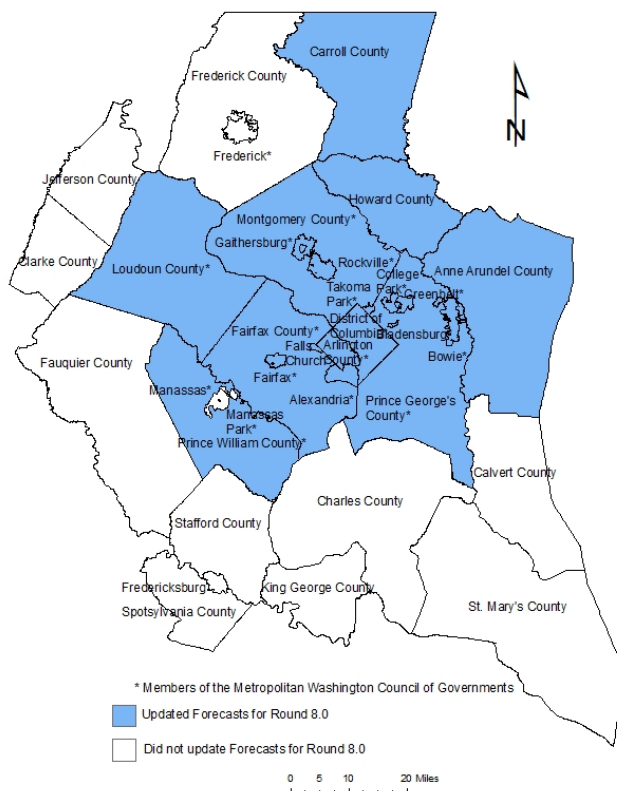 Carroll County
Frederick County
N
Frederick*
Jefferson County
Howard County
Montgomery County*
Gaithersburg*
Clarke County
Loudoun County*
Rockville*
College
Park*
Anne Arundel County
Takoma
Park*
Greenbelt*
District of
Columbia
Bladensburg*
Fairfax County*
Falls
Church
Arlington
County*
Bowie*
Fauquier County
Fairfax*
Manassas*
Alexandria*
Prince George's
County*
Manassas
Park*
Prince William County*
Calvert County
Charles County
Stafford County
Fredericksburg
King George County
Spotsylvania County
St. Mary's County
* Members of the Metropolitan Washington Council of Governments
Updated Forecasts for Round 8.0
Did not update Forecasts for Round 8.0
0 5 10 20 Miles